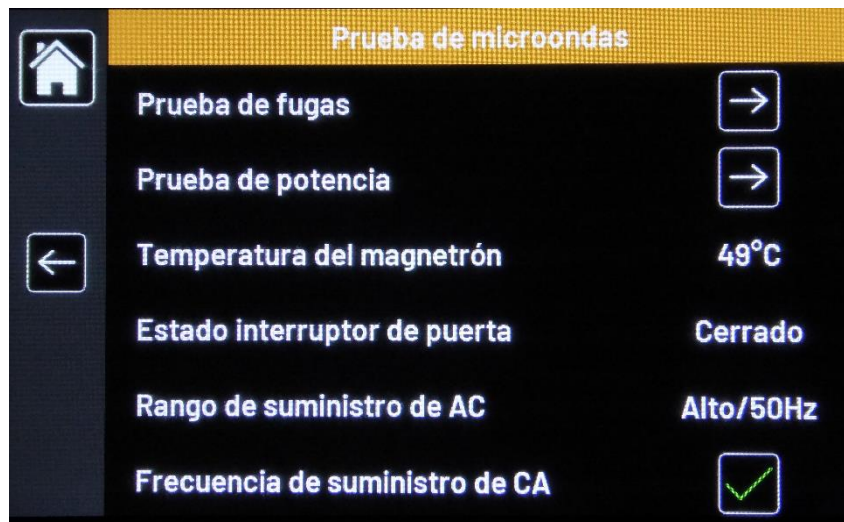 Prueba de microondas
Prueba de fugas
Prueba de potencia
Temperatura del magnetrón 49°C
Estado interruptor de puerta Cerrado
Rango de suministro de AC Alto/50Hz
Frecuencia de suministro de CA